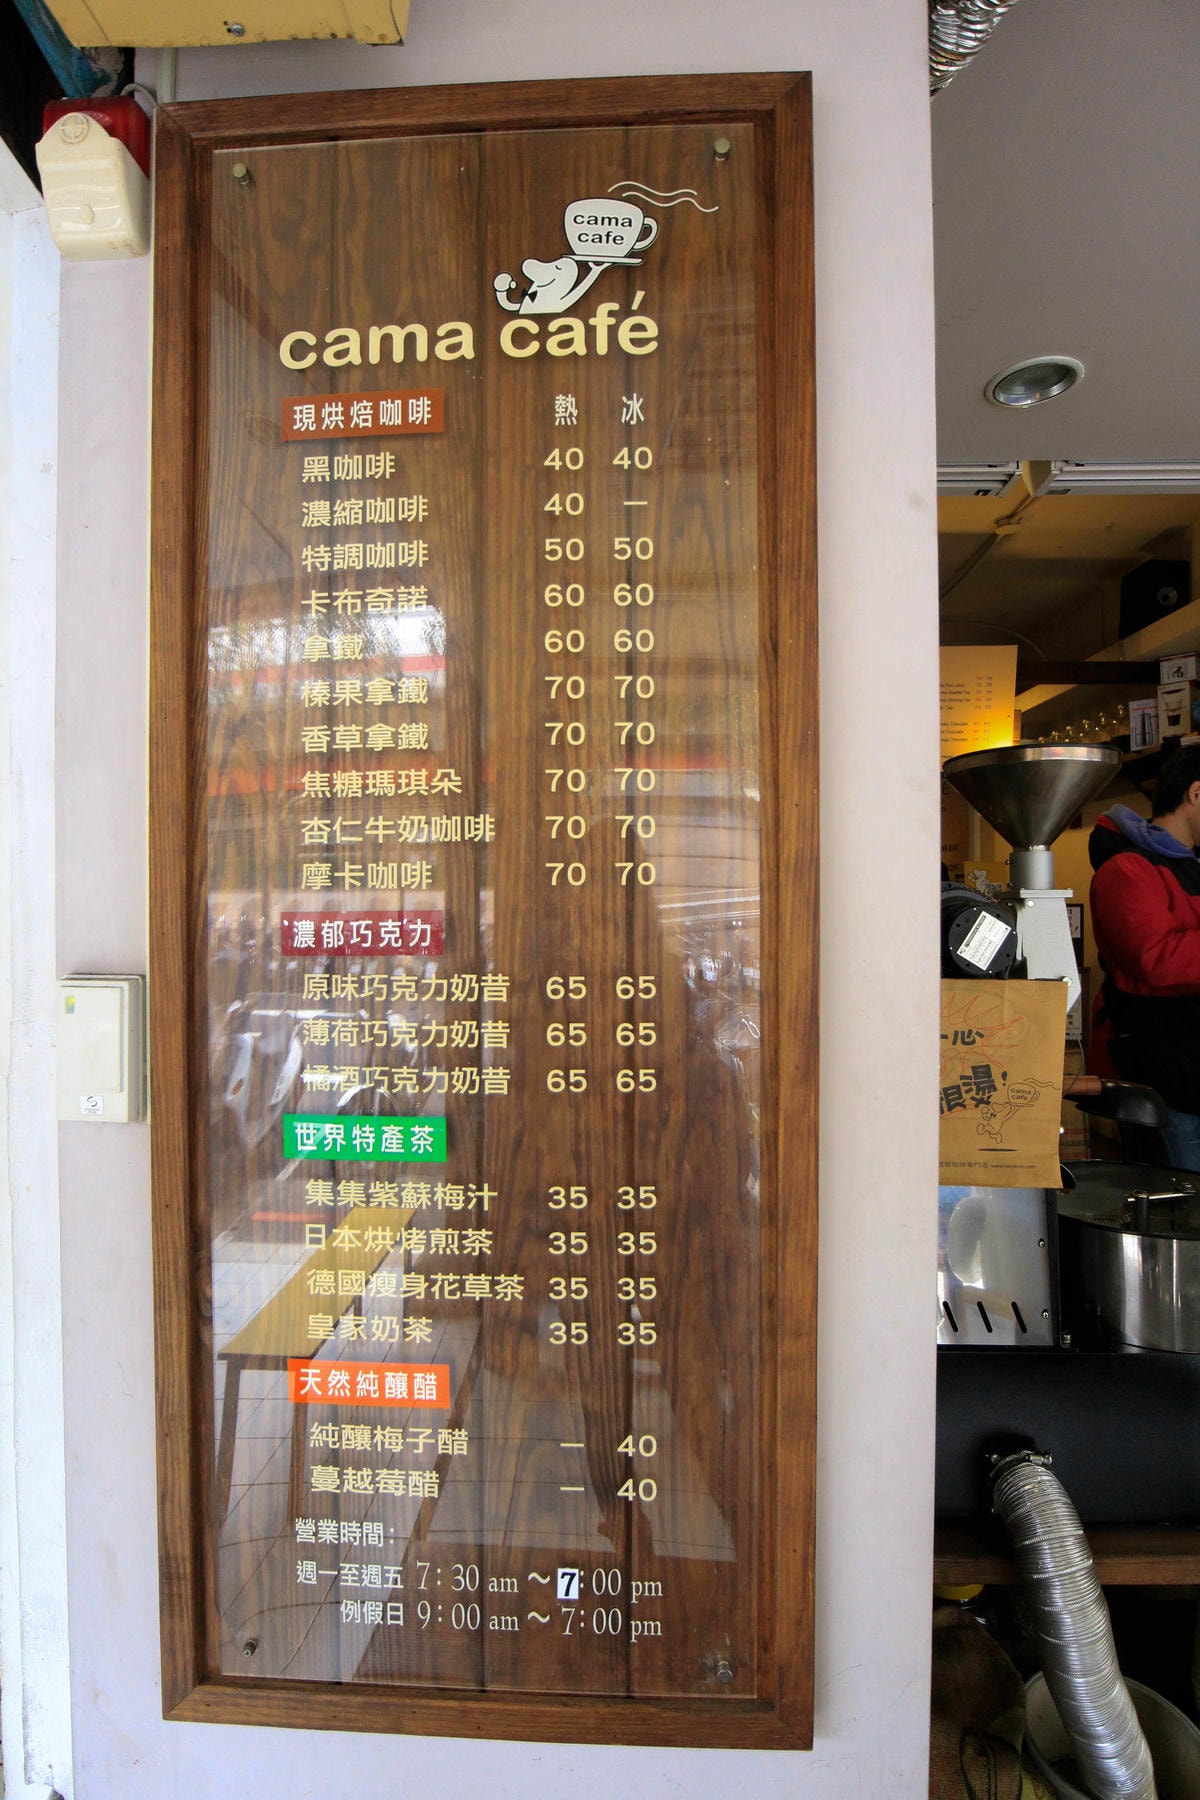 cama
cafe
cama café
現烘焙咖啡 熱 冰
黑咖啡 40 40
濃縮咖啡 40 —
特調咖啡 50 50
卡布奇諾 60 60
拿鐵 60 60
榛果拿鐵 70 70
香草拿鐵 70 70
焦糖瑪琪朵 70 70
杏仁牛奶咖啡 70 70
摩卡咖啡 70 70
濃郁巧克力
原味巧克力奶昔 65 65
薄荷巧克力奶昔 65 65
橘酒巧克力奶昔 65 65
世界特產茶
集集紫蘇梅汁 35 35
日本烘烤煎茶 35 35
德國瘦身花草茶 35 35
皇家奶茶 35 35
天然純釀醋
純釀梅子醋 — 40
蔓越莓醋 — 40
營業時間：
週一至週五 7:30 am ～ 7:00 pm
例假日 9:00 am ～ 7:00 pm
心
燙!
cama
cafe